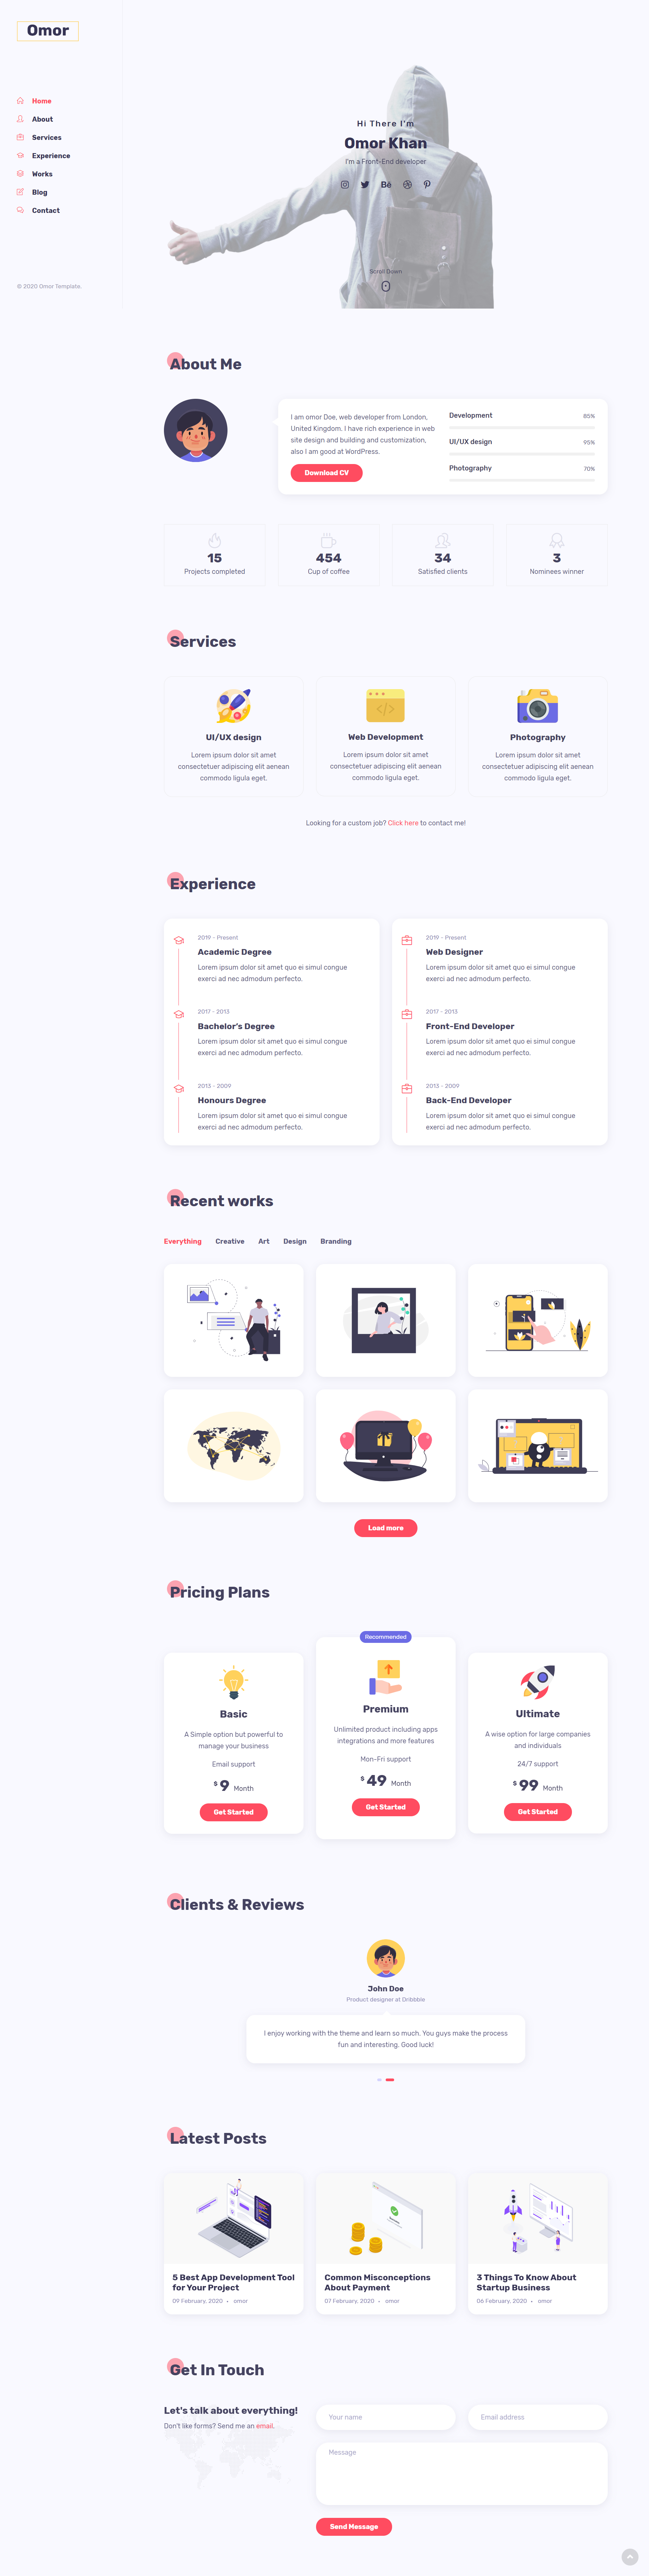 Omor
Home
About
Services
Experience
Works
Blog
Contact
© 2020 Omor Template.
Hi There I'm
Omor Khan
I'm a Front-End developer
Scroll Down
About Me
I am omor Doe, web developer from London,
United Kingdom. I have rich experience in web
site design and building and customization,
also I am good at WordPress.
Download CV
Development 85%
UI/UX design 95%
Photography 70%
15
Projects completed
454
Cup of coffee
34
Satisfied clients
3
Nominees winner
Services
UI/UX design
Lorem ipsum dolor sit amet
consectetuer adipiscing elit aenean
commodo ligula eget.
Web Development
Lorem ipsum dolor sit amet
consectetuer adipiscing elit aenean
commodo ligula eget.
Photography
Lorem ipsum dolor sit amet
consectetuer adipiscing elit aenean
commodo ligula eget.
Looking for a custom job? Click here to contact me!
Experience
2019 - Present
Academic Degree
Lorem ipsum dolor sit amet quo ei simul congue
exerci ad nec admodum perfecto.
2017 - 2013
Bachelor's Degree
Lorem ipsum dolor sit amet quo ei simul congue
exerci ad nec admodum perfecto.
2013 - 2009
Honours Degree
Lorem ipsum dolor sit amet quo ei simul congue
exerci ad nec admodum perfecto.
2019 - Present
Web Designer
Lorem ipsum dolor sit amet quo ei simul congue
exerci ad nec admodum perfecto.
2017 - 2013
Front-End Developer
Lorem ipsum dolor sit amet quo ei simul congue
exerci ad nec admodum perfecto.
2013 - 2009
Back-End Developer
Lorem ipsum dolor sit amet quo ei simul congue
exerci ad nec admodum perfecto.
Recent works
Everything Creative Art Design Branding
Load more
Pricing Plans
Basic
A Simple option but powerful to
manage your business
Email support
$ 9 Month
Get Started
Recommended
Premium
Unlimited product including apps
integrations and more features
Mon-Fri support
$ 49 Month
Get Started
Ultimate
A wise option for large companies
and individuals
24/7 support
$ 99 Month
Get Started
Clients & Reviews
John Doe
Product designer at Dribbble
I enjoy working with the theme and learn so much. You guys make the process
fun and interesting. Good luck!
Latest Posts
5 Best App Development Tool
for Your Project
09 February, 2020 • omor
Common Misconceptions
About Payment
07 February, 2020 • omor
3 Things To Know About
Startup Business
06 February, 2020 • omor
Get In Touch
Let's talk about everything!
Don't like forms? Send me an email.
Your name
Email address
Message
Send Message